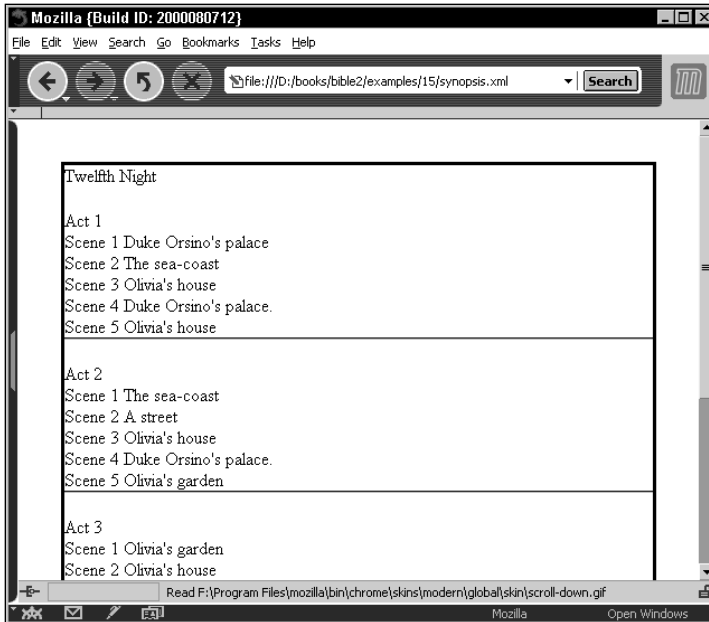 Mozilla {Build ID: 2000080712}
File Edit View Search Go Bookmarks Tasks Help
file:///D:/books/bible2/examples/15/synopsis.xml Search
Twelfth Night
Act 1
Scene 1 Duke Orsino's palace
Scene 2 The sea-coast
Scene 3 Olivia's house
Scene 4 Duke Orsino's palace.
Scene 5 Olivia's house
Act 2
Scene 1 The sea-coast
Scene 2 A street
Scene 3 Olivia's house
Scene 4 Duke Orsino's palace.
Scene 5 Olivia's garden
Act 3
Scene 1 Olivia's garden
Scene 2 Olivia's house
Read F:\Program Files\mozilla\bin\chrome\skins\modern\global\skin\scroll-down.gif
Mozilla Open Windows